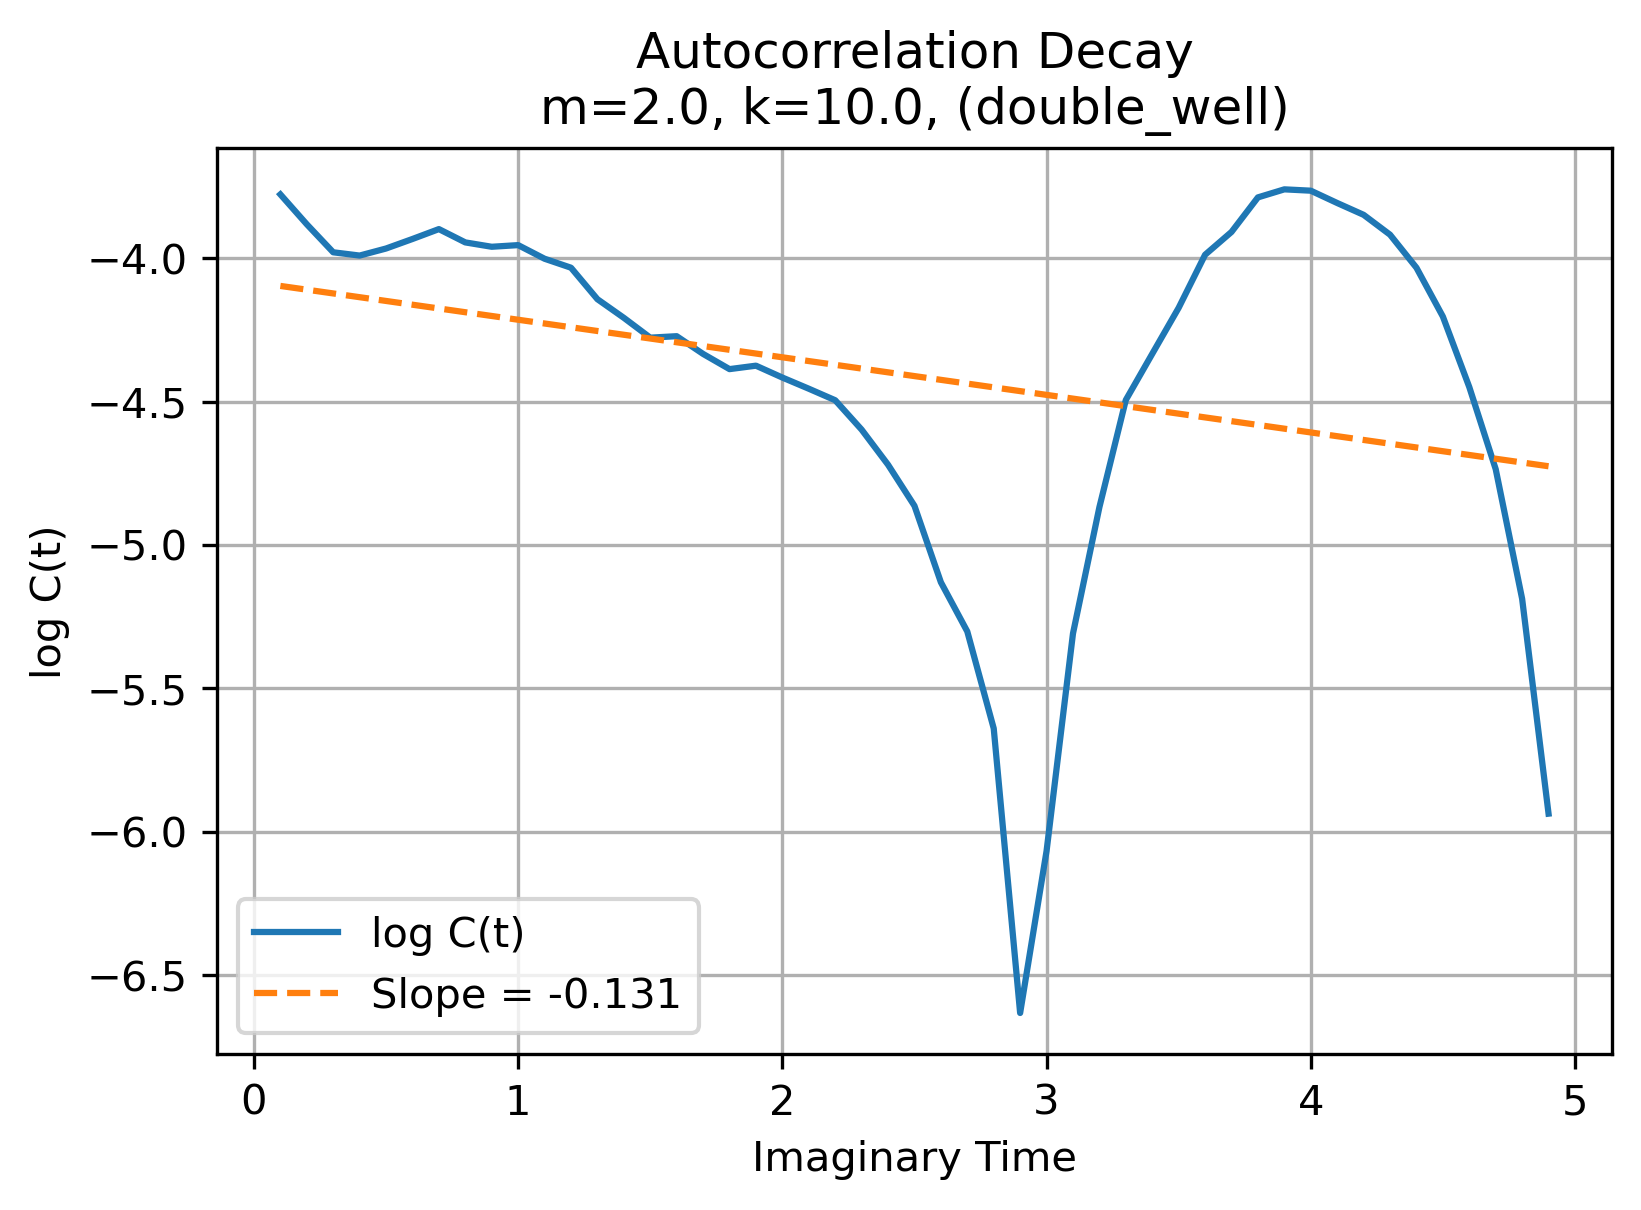 Autocorrelation Decay
m=2.0, k=10.0, (double_well)
log C(t)
−4.0
−4.5
−5.0
−5.5
−6.0
−6.5
log C(t)
Slope = -0.131
0 1 2 3 4 5
Imaginary Time